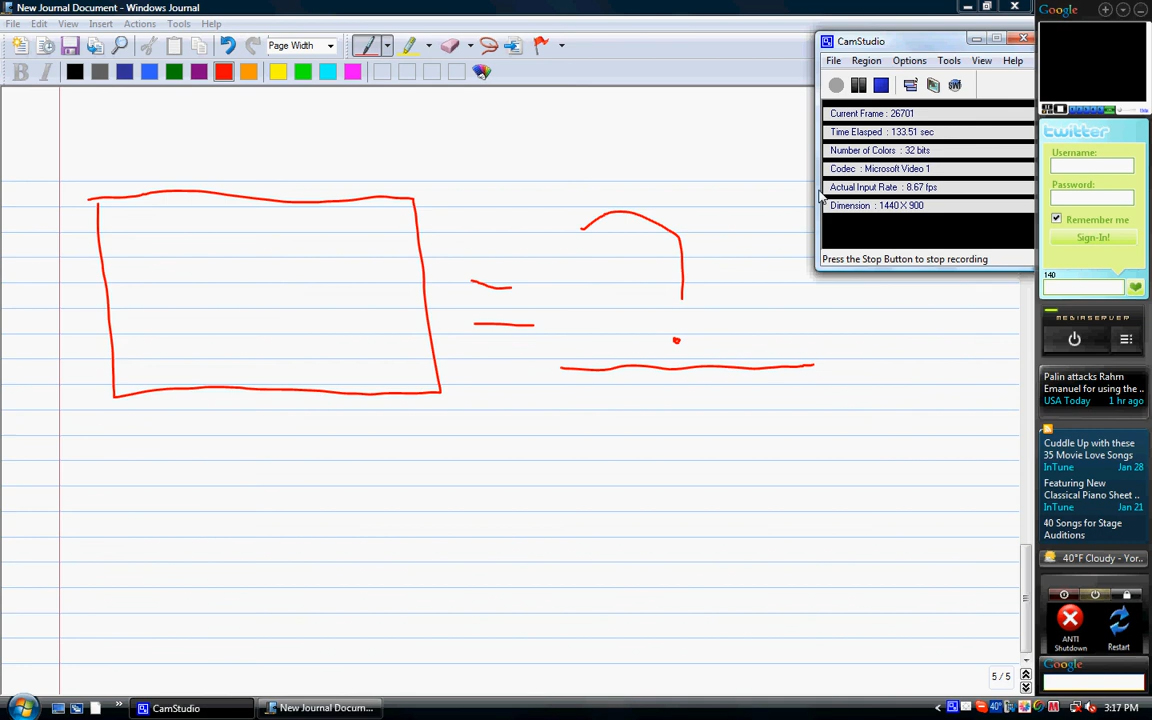 New Journal Document - Windows Journal
File Edit View Insert Actions Tools Help
Page Width
B I
?
CamStudio
File Region Options Tools View Help
SWF
Current Frame : 26701
Time Elasped : 133.51 sec
Number of Colors : 32 bits
Codec : Microsoft Video 1
Actual Input Rate : 8.67 fps
Dimension : 1440 X 900
Press the Stop Button to stop recording
Google
twitter
Username:
Password:
Remember me
Sign-In!
140
MEDIASERVER
Palin attacks Rahm
Emanuel for using the ..
USA Today 1 hr ago
Cuddle Up with these
35 Movie Love Songs
InTune Jan 28
Featuring New
Classical Piano Sheet ..
InTune Jan 21
40 Songs for Stage
Auditions
40°F Cloudy - Yor..
ANTI
Shutdown
Restart
Google
5 / 5
CamStudio
New Journal Docum...
40°
3:17 PM